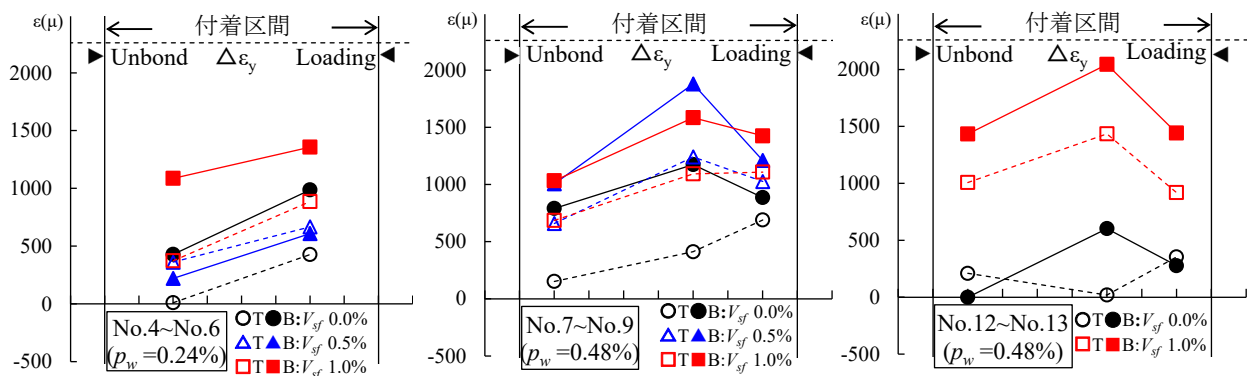 ε(μ)
付着区間
Unbond △εy Loading
2000
1500
1000
500
0
-500
No.4~No.6
(pw=0.24%)
○T●B:Vsf 0.0%
△T▲B:Vsf 0.5%
□T■B:Vsf 1.0%
ε(μ)
付着区間
Unbond △εy Loading
2000
1500
1000
500
0
-500
No.7~No.9
(pw=0.48%)
○T●B:Vsf 0.0%
△T▲B:Vsf 0.5%
□T■B:Vsf 1.0%
ε(μ)
付着区間
Unbond △εy Loading
2000
1500
1000
500
0
-500
No.12~No.13
(pw=0.48%)
○T●B:Vsf 0.0%
□T■B:Vsf 1.0%